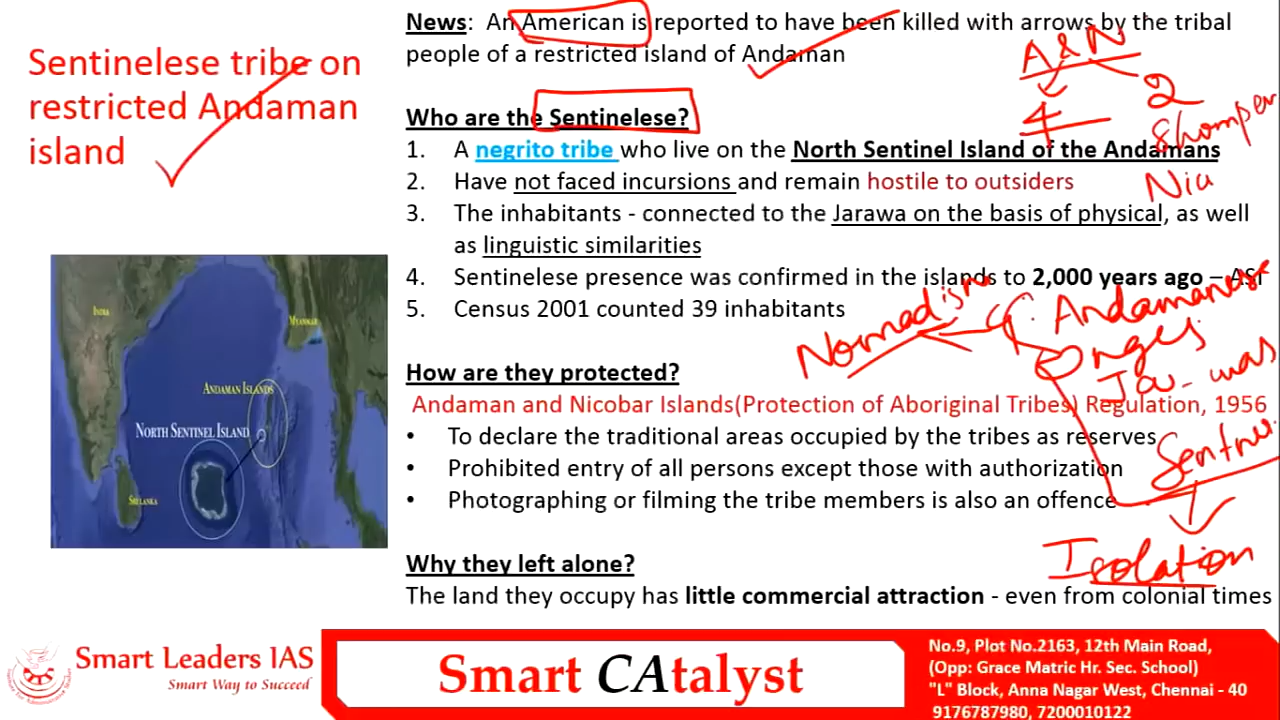 Sentinelese tribe on
restricted Andaman
island
News: An American is reported to have been killed with arrows by the tribal
people of a restricted island of Andaman
Who are the Sentinelese?
1. A negrito tribe who live on the North Sentinel Island of the Andamans
2. Have not faced incursions and remain hostile to outsiders
3. The inhabitants - connected to the Jarawa on the basis of physical, as well
as linguistic similarities
4. Sentinelese presence was confirmed in the islands to 2,000 years ago – ASI
5. Census 2001 counted 39 inhabitants
How are they protected?
Andaman and Nicobar Islands(Protection of Aboriginal Tribes) Regulation, 1956
• To declare the traditional areas occupied by the tribes as reserves
• Prohibited entry of all persons except those with authorization
• Photographing or filming the tribe members is also an offence
Why they left alone?
The land they occupy has little commercial attraction - even from colonial times
A & N
4
2
Shompen
Nic
Nomadism
G. Andamanese
Onges
Jar-was
Isolation
INDIA
MYANMAR
ANDAMAN ISLANDS
NORTH SENTINEL ISLAND
SRI LANKA
Smart Leaders IAS
Smart Way to Succeed
Smart CAtalyst
No.9, Plot No.2163, 12th Main Road,
(Opp: Grace Matric Hr. Sec. School)
"L" Block, Anna Nagar West, Chennai - 40
9176787980, 7200010122